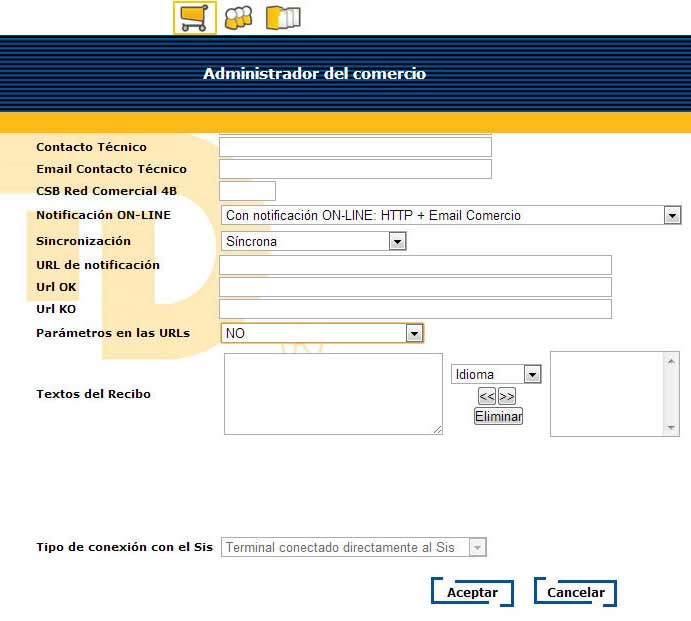 Administrador del comercio
Contacto Técnico
Email Contacto Técnico
CSB Red Comercial 4B
Notificación ON-LINE Con notificación ON-LINE: HTTP + Email Comercio
Sincronización Síncrona
URL de notificación
Url OK
Url KO
Parámetros en las URLs NO
Idioma
Textos del Recibo << >>
Eliminar
Tipo de conexión con el Sis Terminal conectado directamente al Sis
Aceptar Cancelar